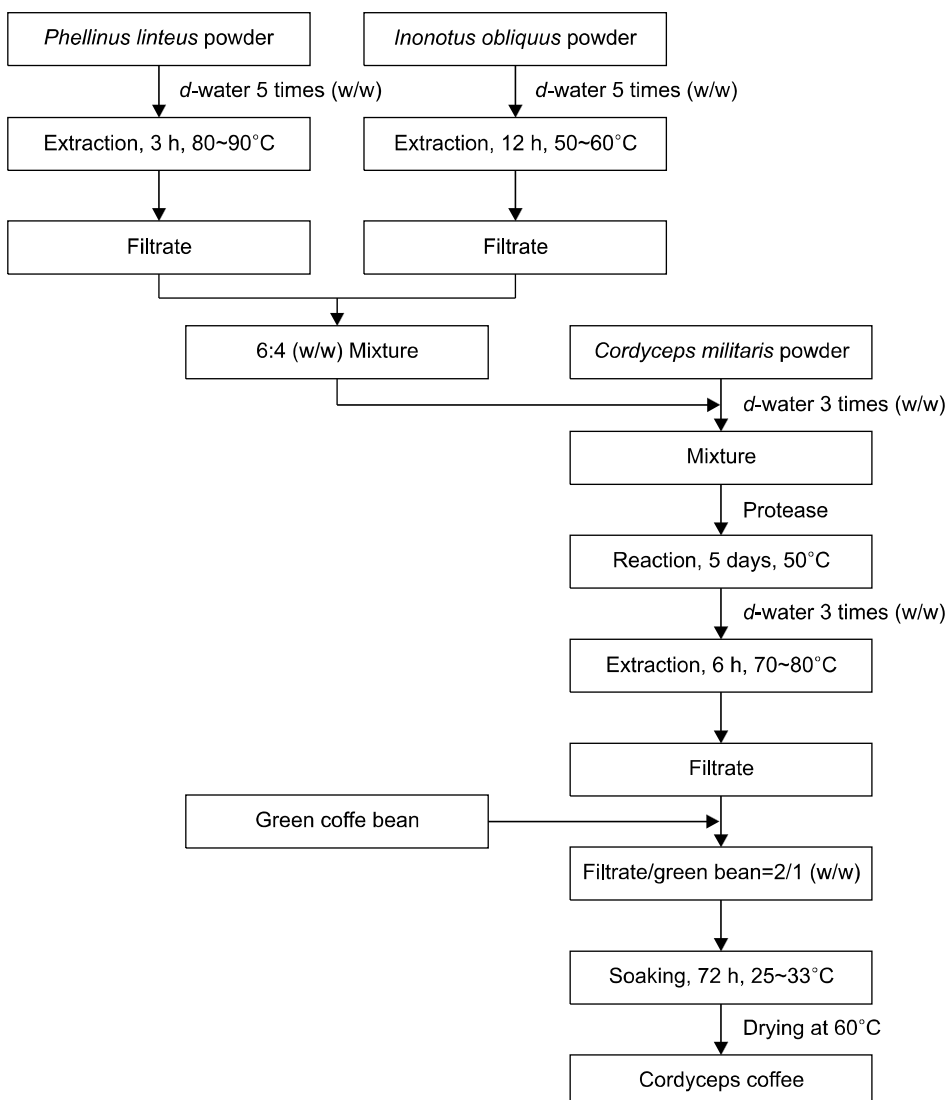 Phellinus linteus powder
Inonotus obliquus powder
d-water 5 times (w/w)
d-water 5 times (w/w)
Extraction, 3 h, 80~90°C
Extraction, 12 h, 50~60°C
Filtrate
Filtrate
6:4 (w/w) Mixture
Cordyceps militaris powder
d-water 3 times (w/w)
Mixture
Protease
Reaction, 5 days, 50°C
d-water 3 times (w/w)
Extraction, 6 h, 70~80°C
Filtrate
Green coffe bean
Filtrate/green bean=2/1 (w/w)
Soaking, 72 h, 25~33°C
Drying at 60°C
Cordyceps coffee